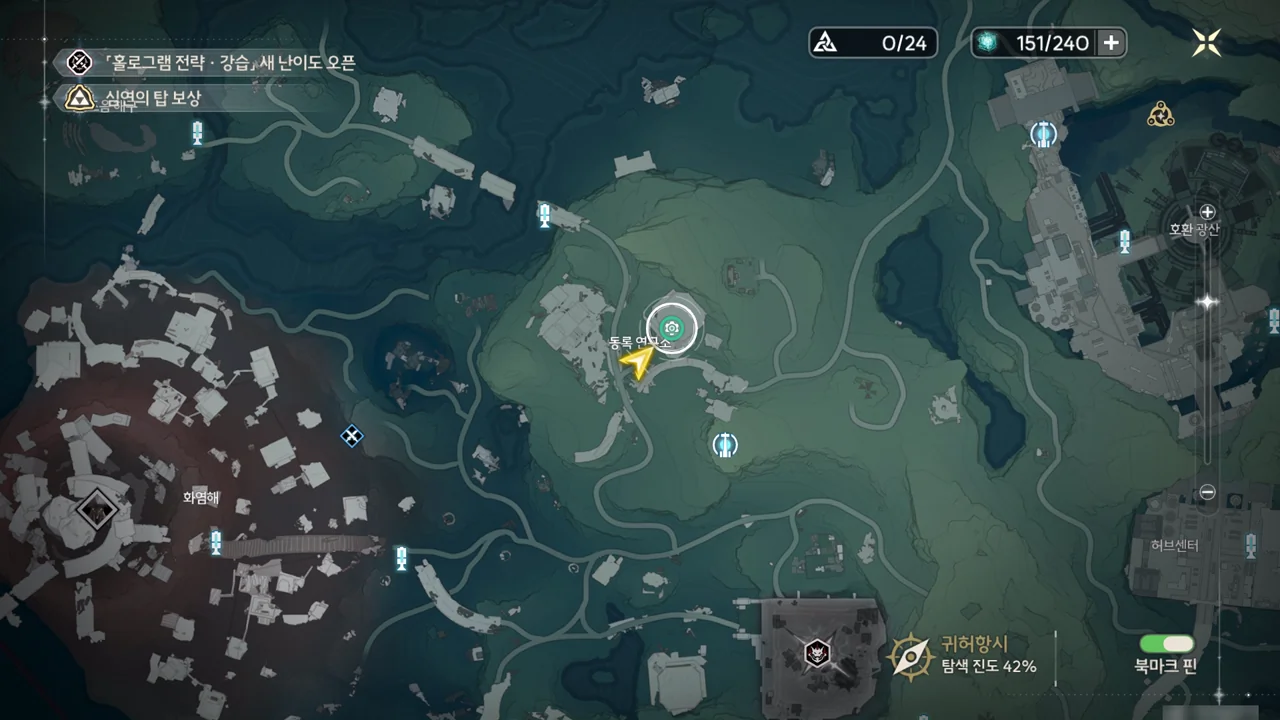 「홀로그램 전략 · 강습」 새 난이도 오픈
심연의 탑 보상
0/24
151/240
호환 광산
동록 연구소
화염해
허브센터
귀허항시
탐색 진도 42%
북마크 핀